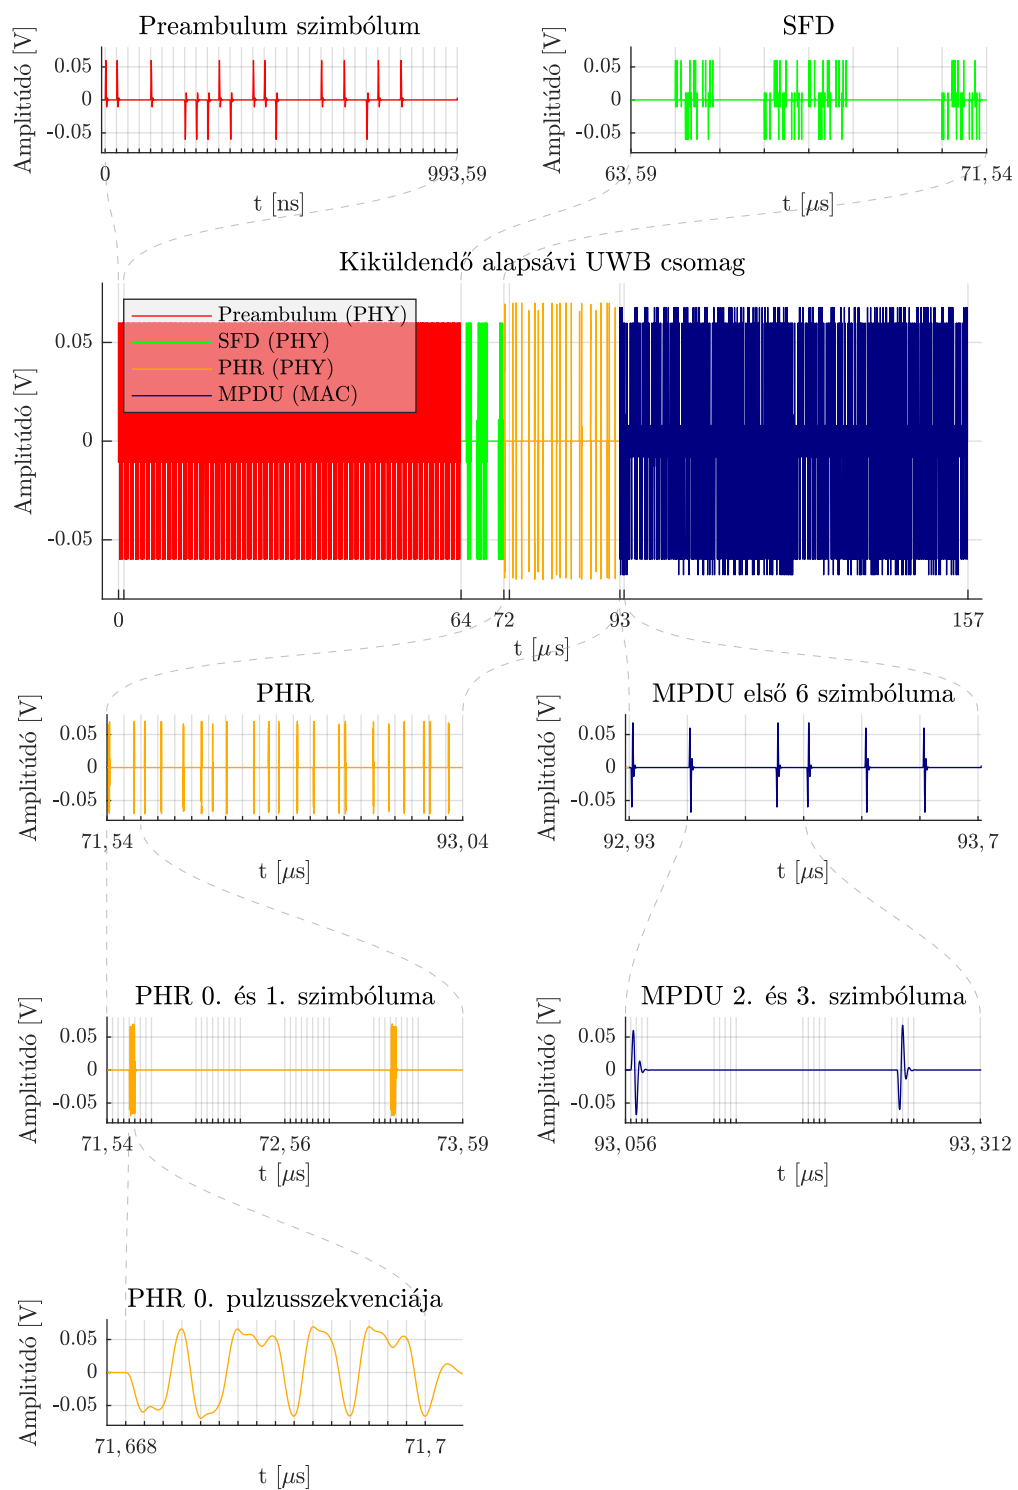 Preambulum szimbólum
Amplitúdó [V]
0.05
0
-0.05
0
993,59
t [ns]
SFD
Amplitúdó [V]
0.05
0
-0.05
63,59
71,54
t [μs]
Kiküldendő alapsávi UWB csomag
Amplitúdó [V]
0.05
0
-0.05
Preambulum (PHY)
SFD (PHY)
PHR (PHY)
MPDU (MAC)
0
64
72
93
157
t [μs]
PHR
Amplitúdó [V]
0.05
0
-0.05
71,54
93,04
t [μs]
MPDU első 6 szimbóluma
Amplitúdó [V]
0.05
0
-0.05
92,93
93,7
t [μs]
PHR 0. és 1. szimbóluma
Amplitúdó [V]
0.05
0
-0.05
71,54
72,56
73,59
t [μs]
MPDU 2. és 3. szimbóluma
Amplitúdó [V]
0.05
0
-0.05
93,056
93,312
t [μs]
PHR 0. pulzusszekvenciája
Amplitúdó [V]
0.05
0
-0.05
71,668
71,7
t [μs]